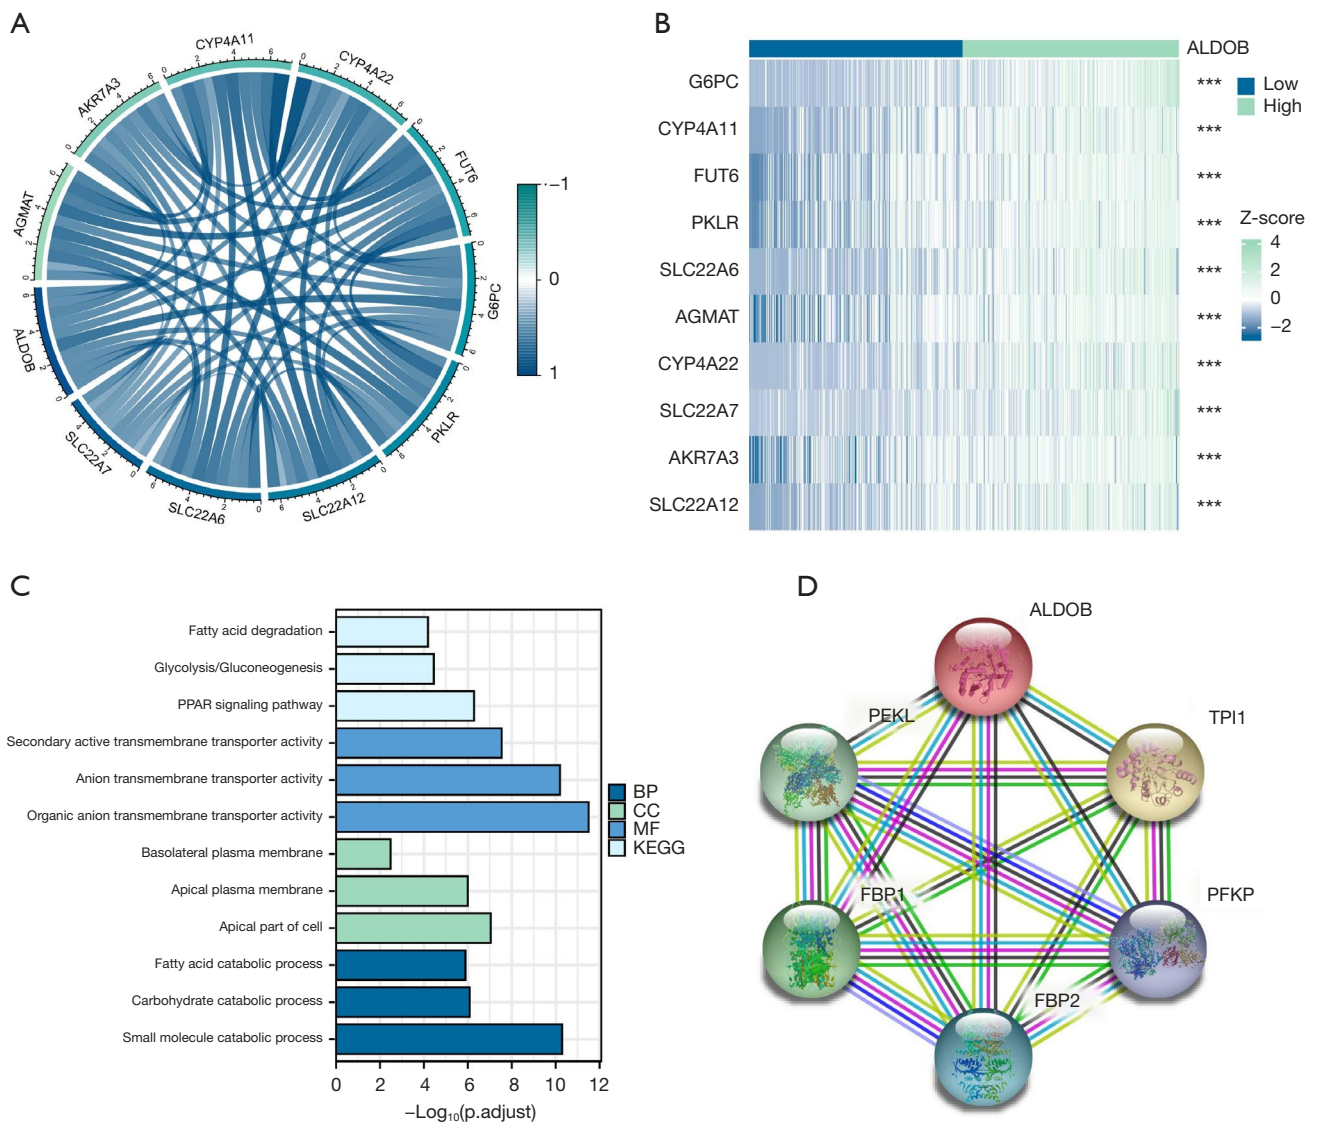 A
CYP4A11
CYP4A22
AKR7A3
FUT6
AGMAT
G6PC
ALDOB
PKLR
SLC22A7
SLC22A6
SLC22A12
-1
0
1
B
ALDOB
G6PC ***
CYP4A11 ***
FUT6 ***
PKLR ***
SLC22A6 ***
AGMAT ***
CYP4A22 ***
SLC22A7 ***
AKR7A3 ***
SLC22A12 ***
Low
High
Z-score
4
2
0
−2
C
Fatty acid degradation
Glycolysis/Gluconeogenesis
PPAR signaling pathway
Secondary active transmembrane transporter activity
Anion transmembrane transporter activity
Organic anion transmembrane transporter activity
Basolateral plasma membrane
Apical plasma membrane
Apical part of cell
Fatty acid catabolic process
Carbohydrate catabolic process
Small molecule catabolic process
0 2 4 6 8 10 12
−Log₁₀(p.adjust)
BP
CC
MF
KEGG
D
ALDOB
PEKL
TPI1
FBP1
PFKP
FBP2